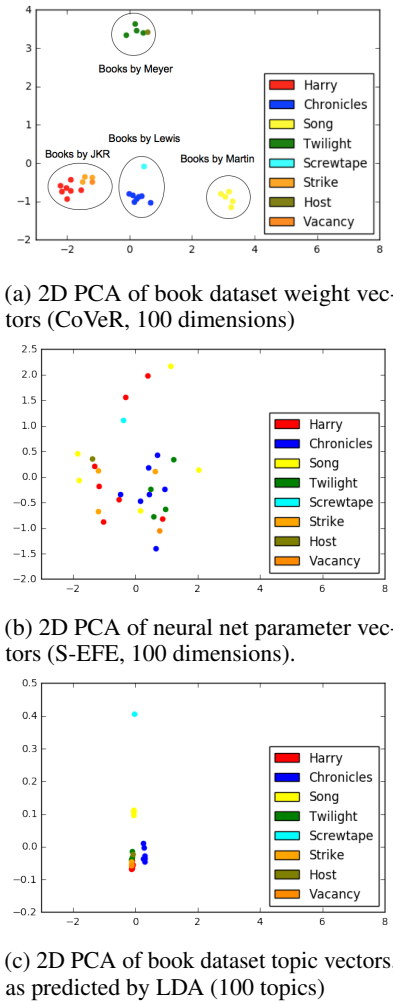 4
3
2
1
0
−1
−2
−2
0
2
4
6
8
Books by Meyer
Books by Lewis
Books by JKR
Books by Martin
Harry
Chronicles
Song
Twilight
Screwtape
Strike
Host
Vacancy
(a) 2D PCA of book dataset weight vec-
tors (CoVeR, 100 dimensions)
2.5
2.0
1.5
1.0
0.5
0.0
−0.5
−1.0
−1.5
−2.0
−2
0
2
4
6
8
Harry
Chronicles
Song
Twilight
Screwtape
Strike
Host
Vacancy
(b) 2D PCA of neural net parameter vec-
tors (S-EFE, 100 dimensions).
0.5
0.4
0.3
0.2
0.1
0.0
−0.1
−0.2
−2
0
2
4
6
8
Harry
Chronicles
Song
Twilight
Screwtape
Strike
Host
Vacancy
(c) 2D PCA of book dataset topic vectors,
as predicted by LDA (100 topics)